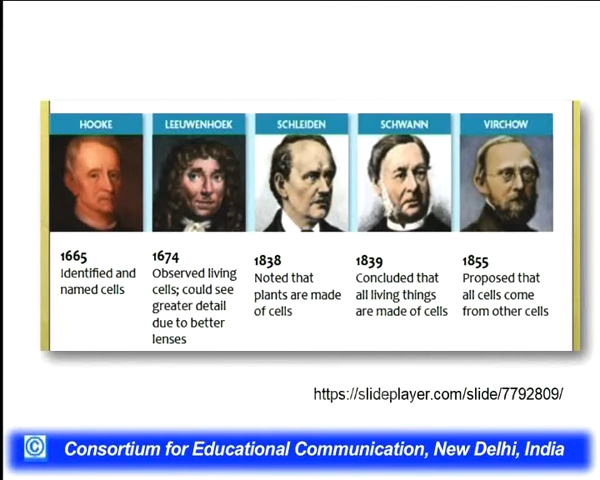 HOOKE
LEEUWENHOEK
SCHLEIDEN
SCHWANN
VIRCHOW
1665
Identified and
named cells
1674
Observed living
cells; could see
greater detail
due to better
lenses
1838
Noted that
plants are made
of cells
1839
Concluded that
all living things
are made of cells
1855
Proposed that
all cells come
from other cells
https://slideplayer.com/slide/7792809/
© Consortium for Educational Communication, New Delhi, India